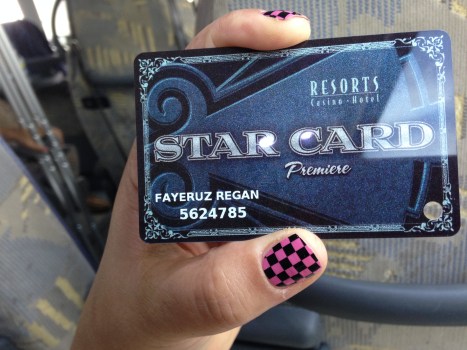 RESORTS
Casino • Hotel
STAR CARD
Premiere
FAYERUZ REGAN
5624785